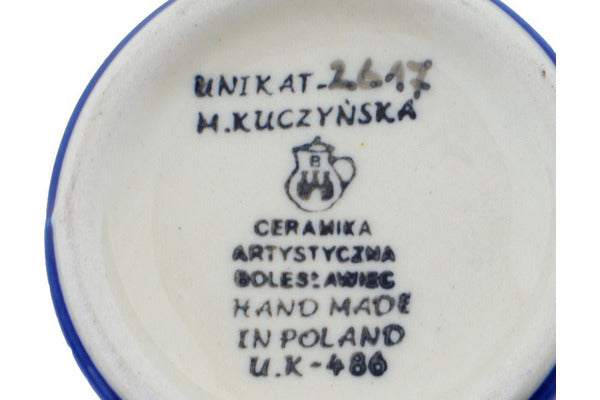 UNIKAT-2617
M.KUCZYŃSKA
B
CERAMIKA
ARTYSTYCZNA
BOLESŁAWIEC
HAND MADE
IN POLAND
U.K-486